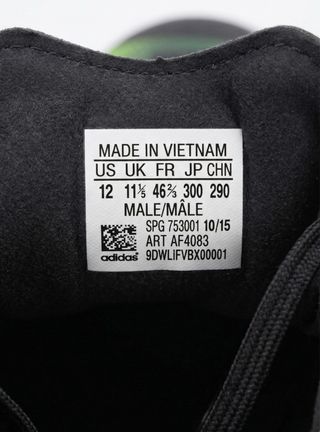 MADE IN VIETNAM
US UK FR JP CHN
12 11½ 46⅔ 300 290
MALE/MÂLE
SPG 753001 10/15
ART AF4083
adidas 9DWLIFVBX00001